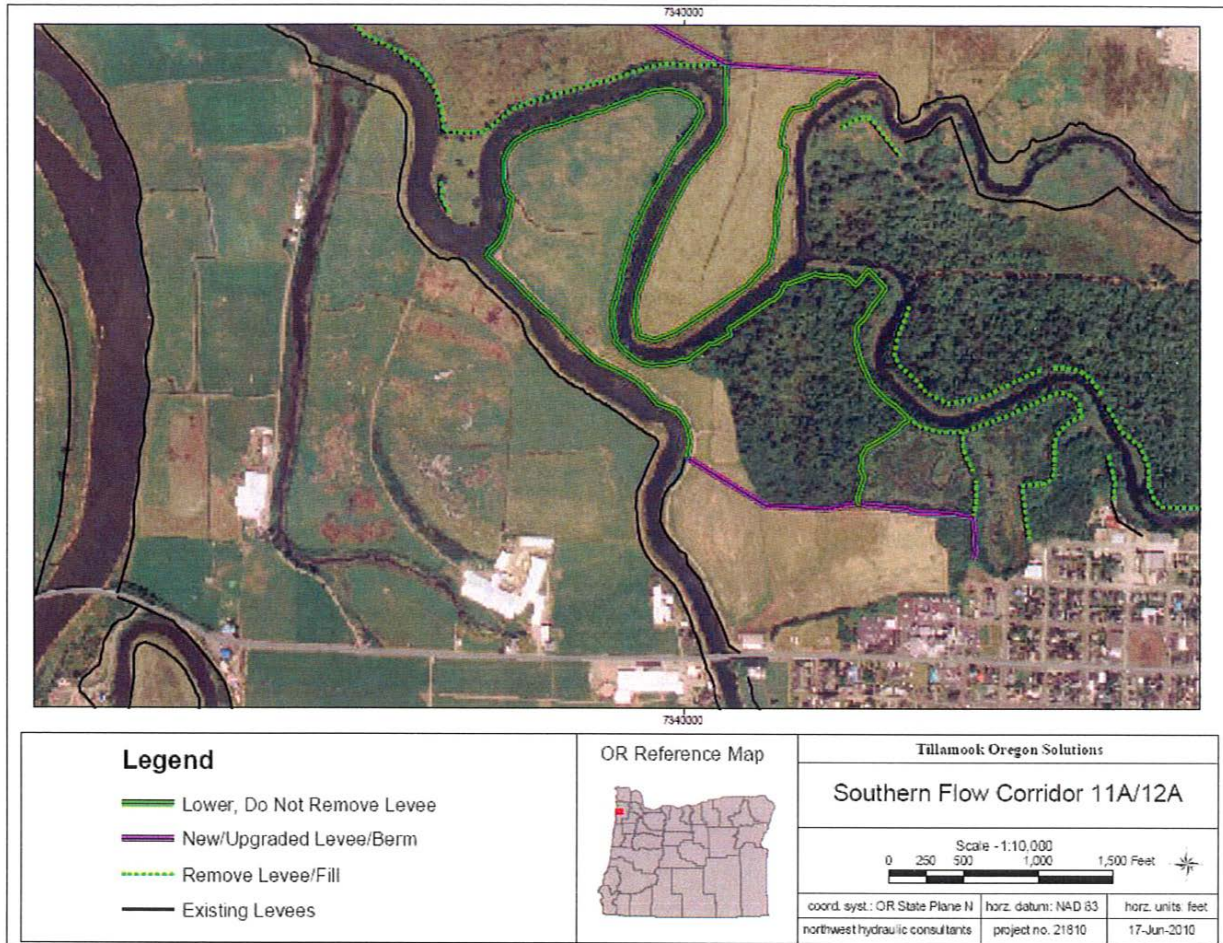 7340000
7340000
Legend
Lower, Do Not Remove Levee
New/Upgraded Levee/Berm
Remove Levee/Fill
Existing Levees
OR Reference Map
Tillamook Oregon Solutions
Southern Flow Corridor 11A/12A
Scale - 1:10,000
0 250 500 1,000 1,500 Feet
coord. syst.: OR State Plane N
horz. datum: NAD 83
horz. units: feet
northwest hydraulic consultants
project no. 21810
17-Jun-2010